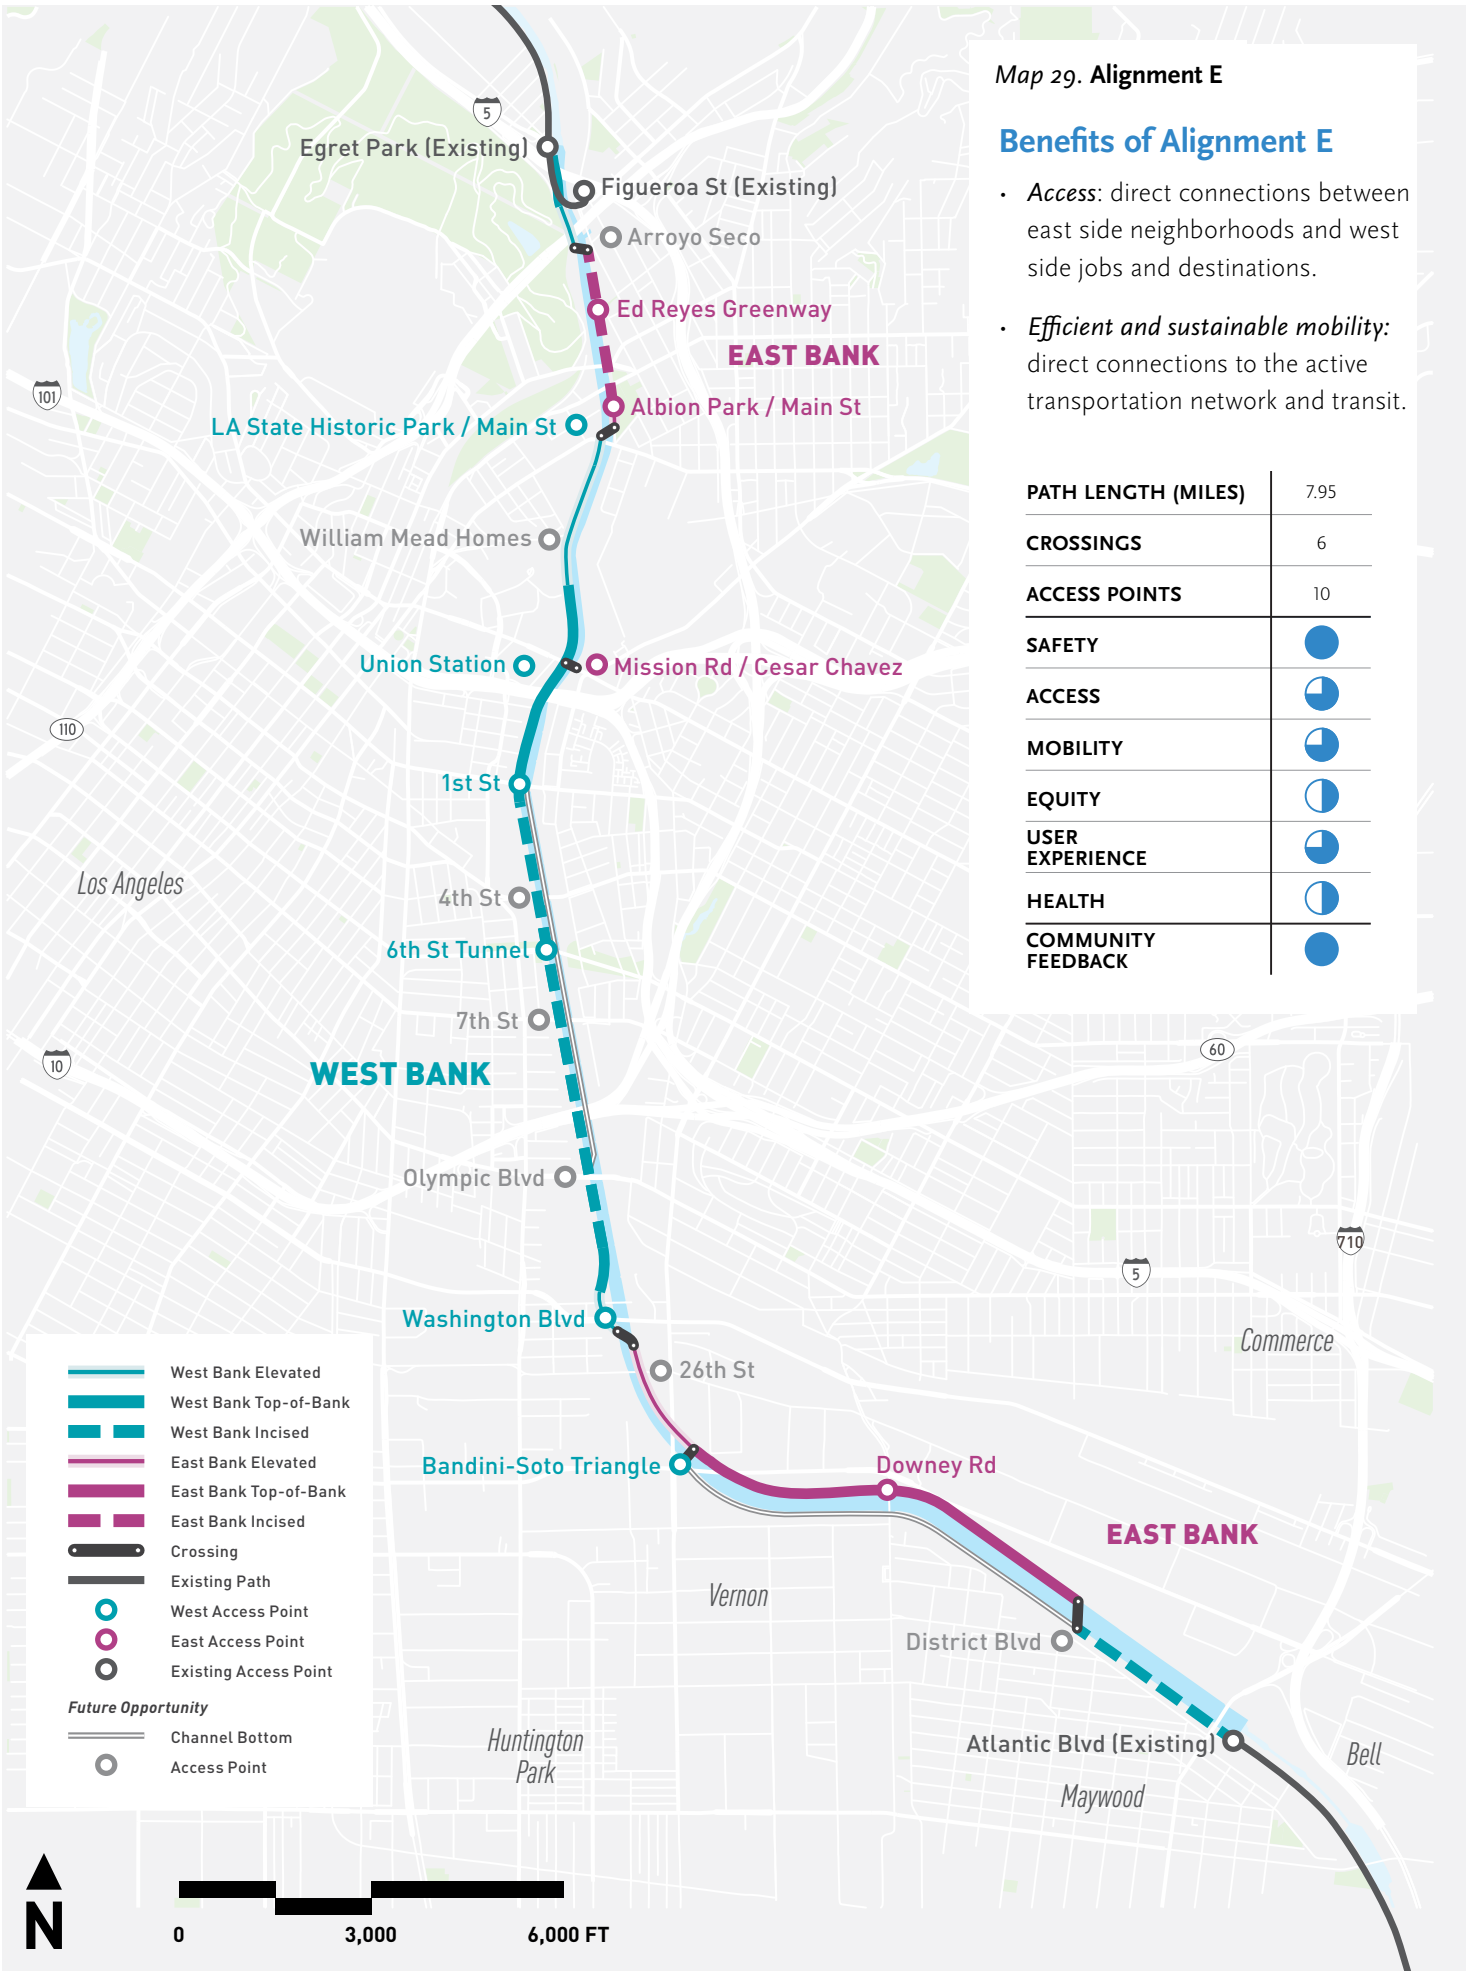 Map 29. Alignment E
Benefits of Alignment E
• Access: direct connections between
east side neighborhoods and west
side jobs and destinations.
• Efficient and sustainable mobility:
direct connections to the active
transportation network and transit.
PATH LENGTH (MILES) 7.95
CROSSINGS 6
ACCESS POINTS 10
SAFETY
ACCESS
MOBILITY
EQUITY
USER
EXPERIENCE
HEALTH
COMMUNITY
FEEDBACK
5
Egret Park (Existing)
Figueroa St (Existing)
Arroyo Seco
Ed Reyes Greenway
EAST BANK
101
Albion Park / Main St
LA State Historic Park / Main St
William Mead Homes
Union Station
Mission Rd / Cesar Chavez
110
1st St
Los Angeles
4th St
6th St Tunnel
7th St
60
10
WEST BANK
Olympic Blvd
710
5
Washington Blvd
Commerce
26th St
Bandini-Soto Triangle
Downey Rd
EAST BANK
Vernon
District Blvd
Huntington
Park
Atlantic Blvd (Existing)
Bell
Maywood
West Bank Elevated
West Bank Top-of-Bank
West Bank Incised
East Bank Elevated
East Bank Top-of-Bank
East Bank Incised
Crossing
Existing Path
West Access Point
East Access Point
Existing Access Point
Future Opportunity
Channel Bottom
Access Point
N
0 3,000 6,000 FT